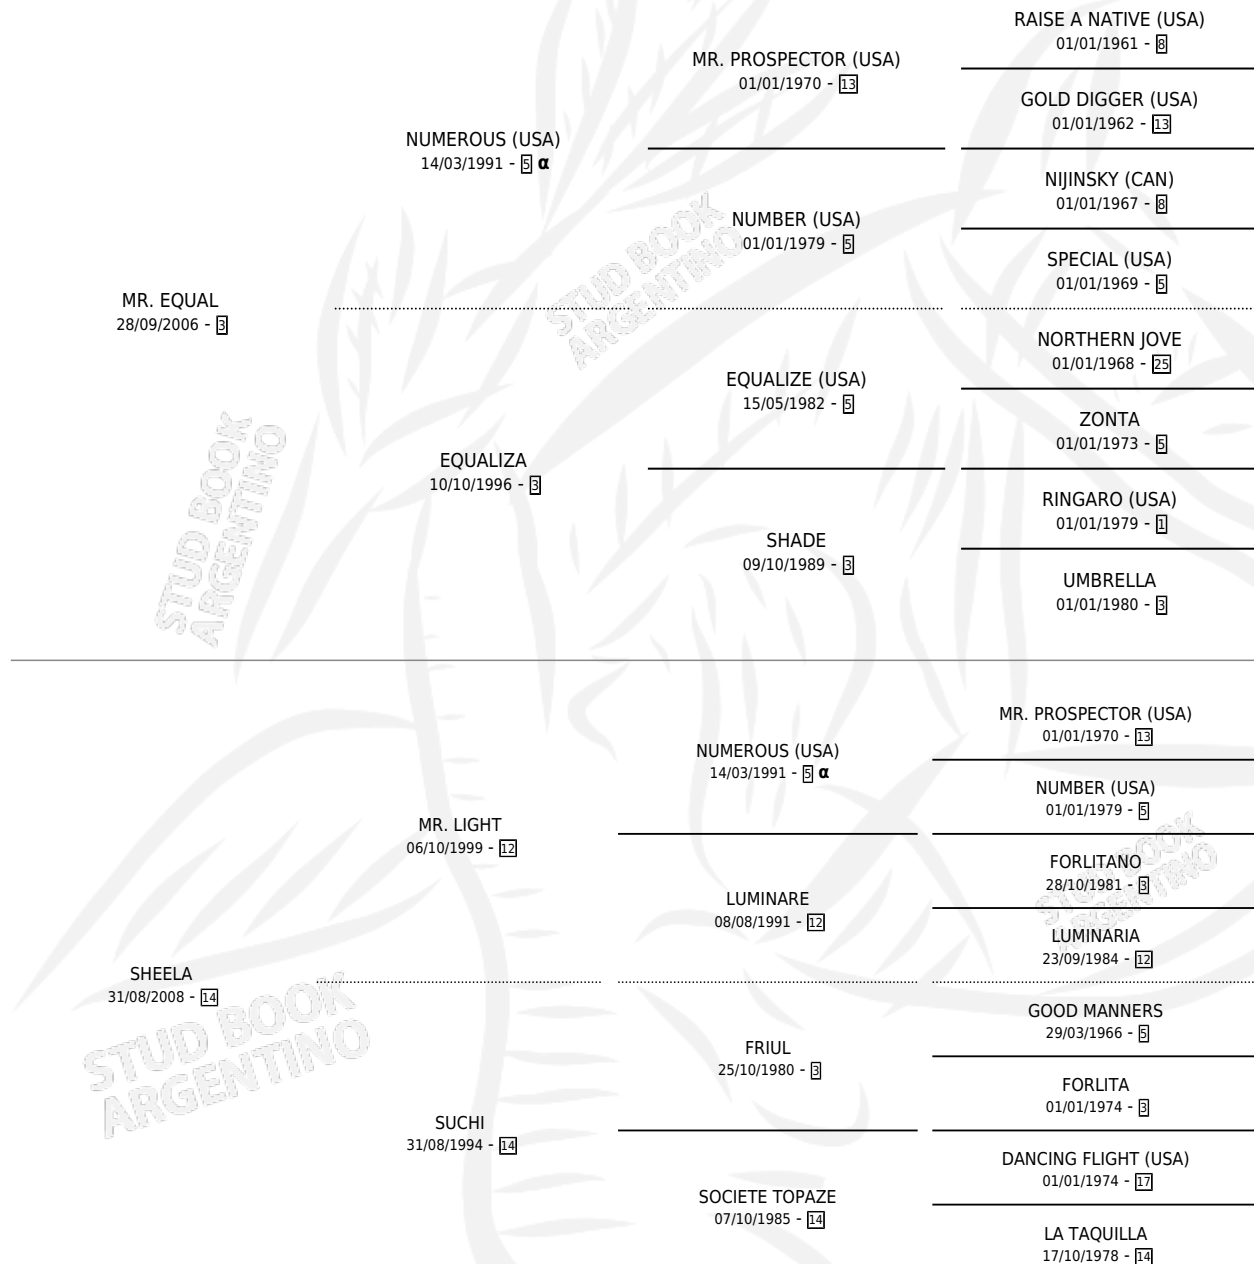 RAISE A NATIVE (USA)
01/01/1961 - 8
MR. PROSPECTOR (USA)
01/01/1970 - 13
GOLD DIGGER (USA)
01/01/1962 - 13
NUMEROUS (USA)
14/03/1991 - 5 α
NIJINSKY (CAN)
01/01/1967 - 8
NUMBER (USA)
01/01/1979 - 5
SPECIAL (USA)
01/01/1969 - 5
MR. EQUAL
28/09/2006 - 3
NORTHERN JOVE
01/01/1968 - 25
EQUALIZE (USA)
15/05/1982 - 5
ZONTA
01/01/1973 - 5
EQUALIZA
10/10/1996 - 3
RINGARO (USA)
01/01/1979 - 1
SHADE
09/10/1989 - 3
UMBRELLA
01/01/1980 - 3
MR. PROSPECTOR (USA)
01/01/1970 - 13
NUMEROUS (USA)
14/03/1991 - 5 α
NUMBER (USA)
01/01/1979 - 5
MR. LIGHT
06/10/1999 - 12
FORLITANO
28/10/1981 - 3
LUMINARE
08/08/1991 - 12
LUMINARIA
23/09/1984 - 12
SHEELA
31/08/2008 - 14
GOOD MANNERS
29/03/1966 - 5
FRIUL
25/10/1980 - 3
FORLITA
01/01/1974 - 3
SUCHI
31/08/1994 - 14
DANCING FLIGHT (USA)
01/01/1974 - 17
SOCIETE TOPAZE
07/10/1985 - 14
LA TAQUILLA
17/10/1978 - 14
STUD BOOK
ARGENTINO
STUD BOOK
ARGENTINO
STUD BOOK
ARGENTINO
STUD BOOK
ARGENTINO